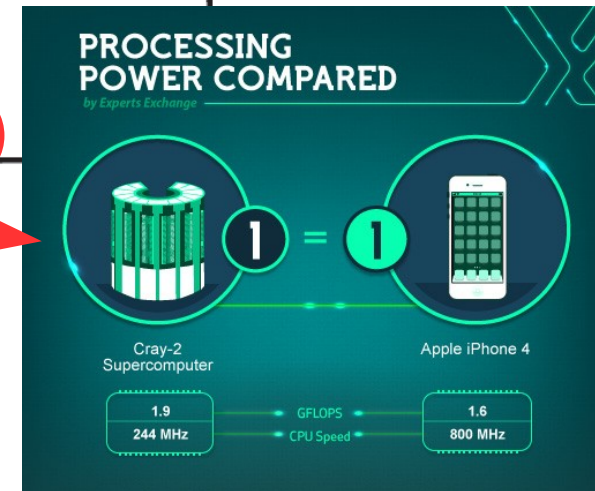 PROCESSING
POWER COMPARED
by Experts Exchange
1 = 1
Cray-2
Supercomputer
Apple iPhone 4
1.9 GFLOPS 1.6
244 MHz CPU Speed 800 MHz